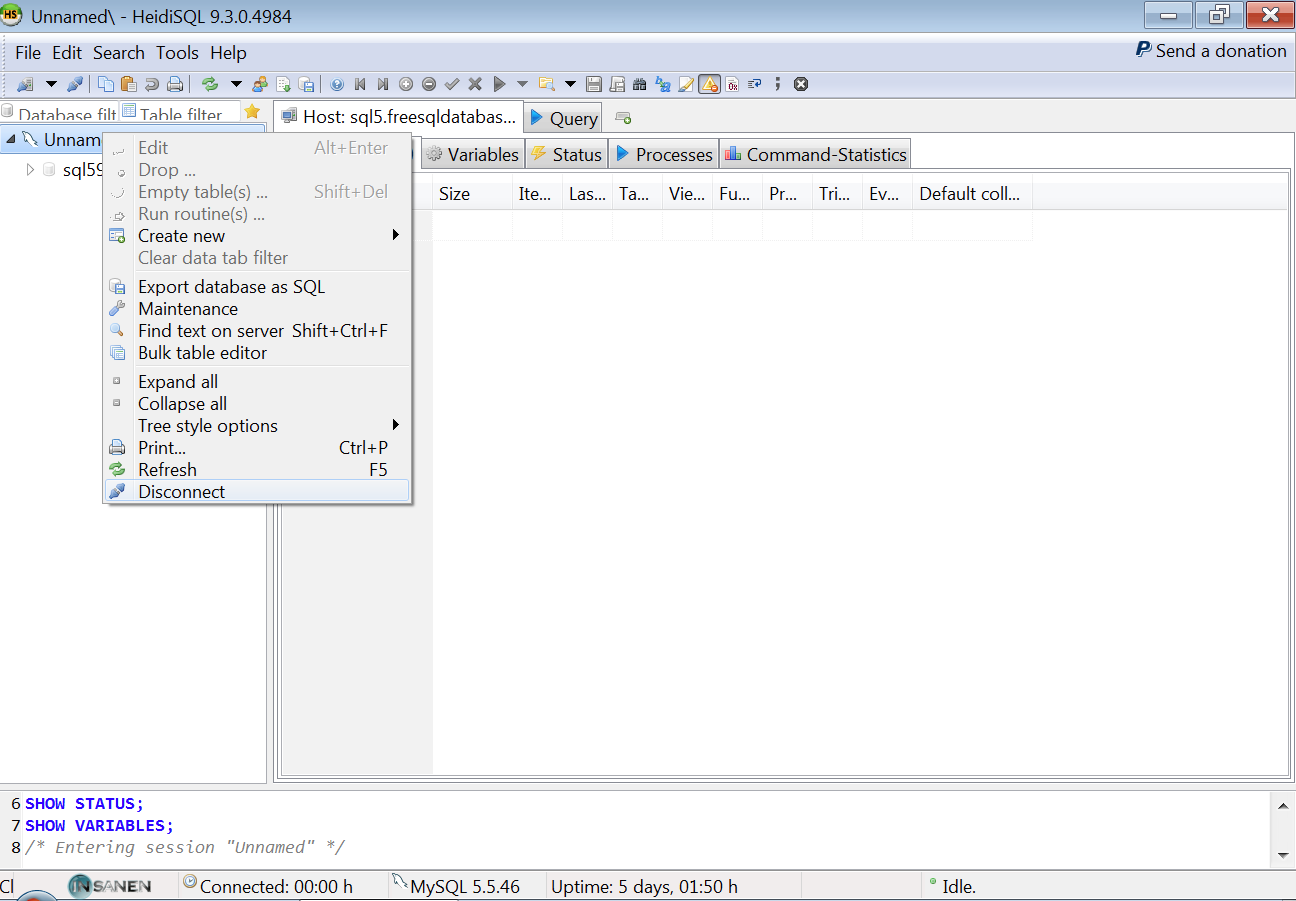 HS Unnamed\ - HeidiSQL 9.3.0.4984
File Edit Search Tools Help
Send a donation
Database filt Table filter
Host: sql5.freesqldatabas... Query
Unnam
sql59
Variables Status Processes Command-Statistics
Size Ite... Las... Ta... Vie... Fu... Pr... Tri... Ev... Default coll...
Edit Alt+Enter
Drop ...
Empty table(s) ... Shift+Del
Run routine(s) ...
Create new
Clear data tab filter
Export database as SQL
Maintenance
Find text on server Shift+Ctrl+F
Bulk table editor
Expand all
Collapse all
Tree style options
Print... Ctrl+P
Refresh F5
Disconnect
6 SHOW STATUS;
7 SHOW VARIABLES;
8 /* Entering session "Unnamed" */
Cl INSANEN Connected: 00:00 h MySQL 5.5.46 Uptime: 5 days, 01:50 h Idle.